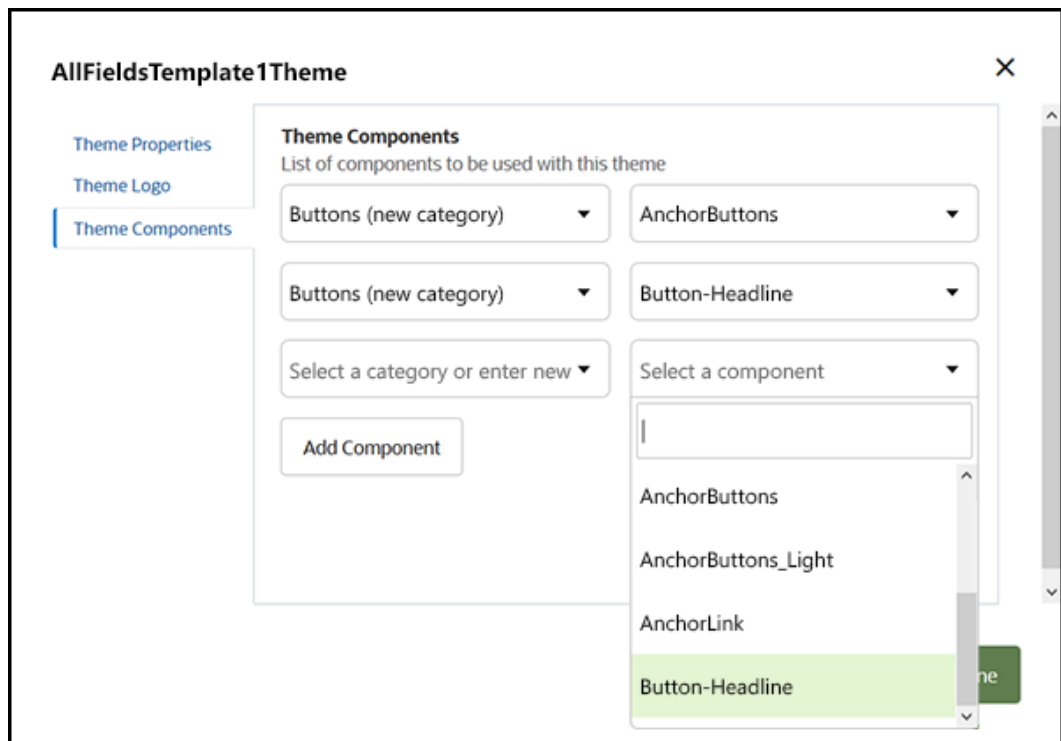 AllFieldsTemplate1Theme
Theme Properties
Theme Logo
Theme Components
Theme Components
List of components to be used with this theme
Buttons (new category) AnchorButtons
Buttons (new category) Button-Headline
Select a category or enter new Select a component
Add Component
AnchorButtons
AnchorButtons_Light
AnchorLink
Button-Headline